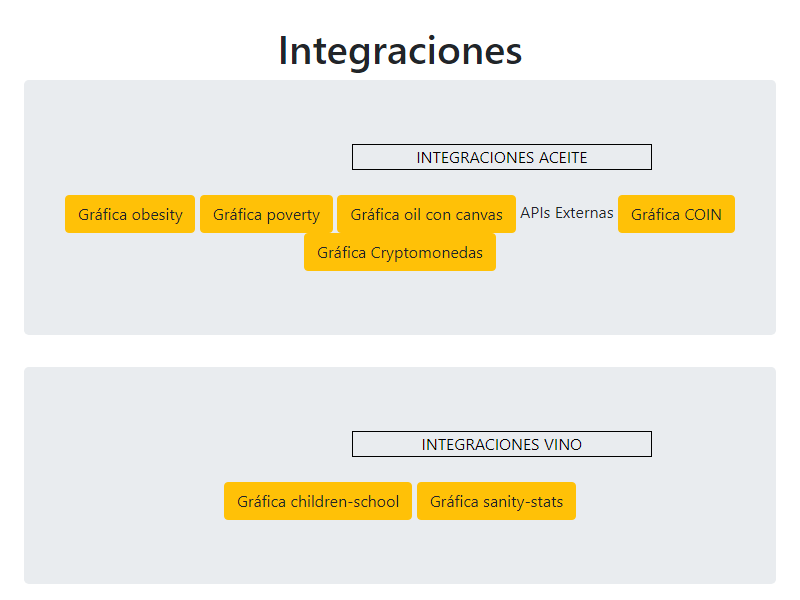 Integraciones
INTEGRACIONES ACEITE
Gráfica obesity Gráfica poverty Gráfica oil con canvas APIs Externas Gráfica COIN
Gráfica Cryptomonedas
INTEGRACIONES VINO
Gráfica children-school Gráfica sanity-stats